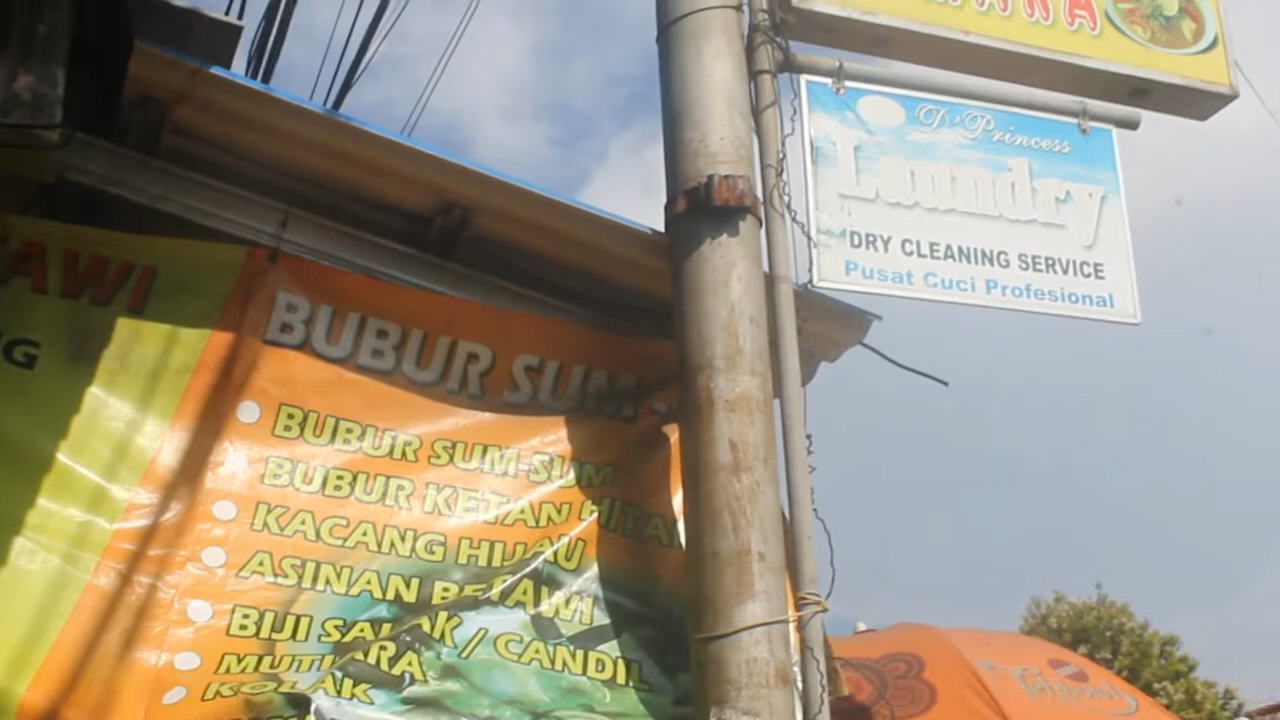 BUBUR SUM-
BUBUR SUM-SUM
BUBUR KETAN HITAM
KACANG HIJAU
ASINAN BETAWI
BIJI SALAK / CANDIL
MUTIARA
KOLAK
D'Princess
Laundry
DRY CLEANING SERVICE
Pusat Cuci Profesional